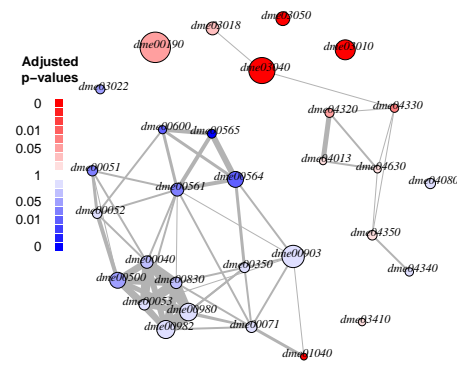 dme03050
dme03018
dme00190
dme03010
dme03040
Adjusted
p-values
dme03022
0
0.01
0.05
1
0.05
0.01
0
dme04320
dme04330
dme00600
dme00565
dme04013
dme04630
dme00051
dme00561
dme00564
dme04080
dme00052
dme04350
dme00903
dme00040
dme00350
dme04340
dme00500
dme00830
dme00053
dme00980
dme00982
dme00071
dme03410
dme01040